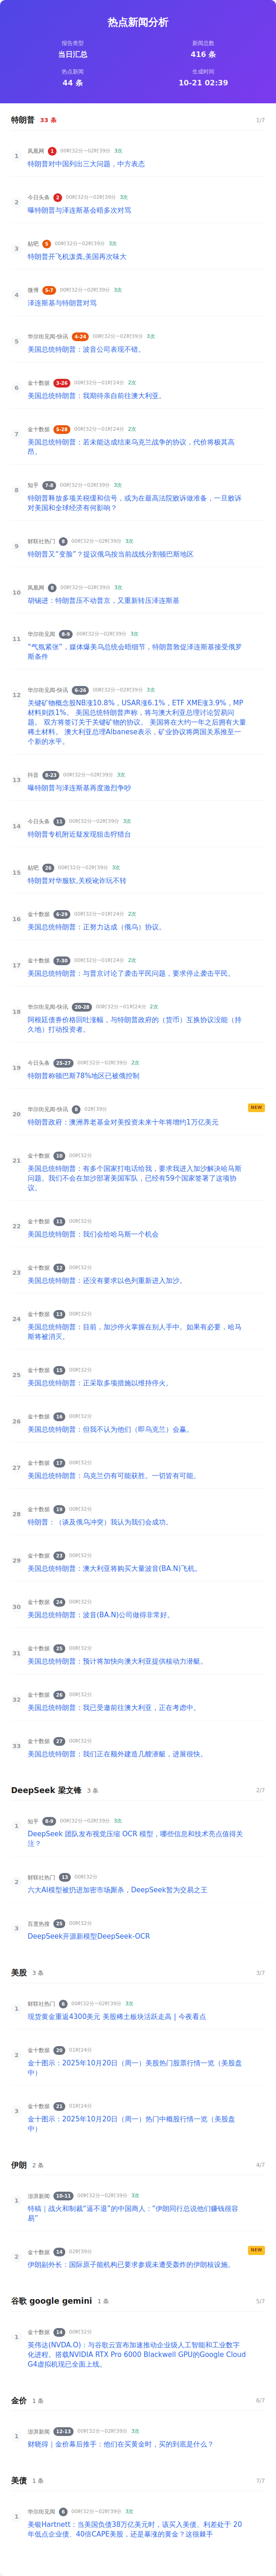 热点新闻分析
报告类型
新闻总数
当日汇总
416 条
热点新闻
生成时间
44 条
10-21 02:39
特朗普 33 条 1/7
1
凤凰网 1 00时32分~02时39分 3次
特朗普对中国列出三大问题，中方表态
2
今日头条 2 00时32分~02时39分 3次
曝特朗普与泽连斯基会晤多次对骂
3
贴吧 5 00时32分~02时39分 3次
特朗普开飞机泼粪,美国再次味大
4
微博 5-7 00时32分~02时39分 3次
泽连斯基与特朗普对骂
5
华尔街见闻-快讯 4-24 00时32分~02时39分 3次
美国总统特朗普：波音公司表现不错。
6
金十数据 3-26 00时32分~01时24分 2次
美国总统特朗普：我期待亲自前往澳大利亚。
7
金十数据 5-28 00时32分~01时24分 2次
美国总统特朗普：若未能达成结束乌克兰战争的协议，代价将极其高
昂。
8
知乎 7-8 00时32分~02时39分 3次
特朗普释放多项关税缓和信号，或为在最高法院败诉做准备，一旦败诉
对美国和全球经济有何影响？
9
财联社热门 8 00时32分~02时39分 3次
特朗普又“变脸”？提议俄乌按当前战线分割顿巴斯地区
10
凤凰网 8 00时32分~02时39分 3次
胡锡进：特朗普压不动普京，又重新转压泽连斯基
11
华尔街见闻 8-9 00时32分~02时39分 3次
“气氛紧张”，媒体爆美乌总统会晤细节，特朗普敦促泽连斯基接受俄罗
斯条件
12
华尔街见闻-快讯 6-26 00时32分~02时39分 3次
关键矿物概念股NB涨10.8%，USAR涨6.1%，ETF XME涨3.9%，MP
材料则跌1%。 美国总统特朗普声称，将与澳大利亚总理讨论贸易问
题。 双方将签订关于关键矿物的协议。 美国将在大约一年之后拥有大量
稀土材料。 澳大利亚总理Albanese表示，矿业协议将两国关系推至一
个新的水平。
13
抖音 8-23 00时32分~02时39分 3次
曝特朗普与泽连斯基再度激烈争吵
14
今日头条 11 00时32分~02时39分 3次
特朗普专机附近疑发现狙击狩猎台
15
贴吧 26 00时32分~02时39分 3次
特朗普对华服软,关税讹诈玩不转
16
金十数据 6-29 00时32分~01时24分 2次
美国总统特朗普：正努力达成（俄乌）协议。
17
金十数据 7-30 00时32分~01时24分 2次
美国总统特朗普：与普京讨论了袭击平民问题，要求停止袭击平民。
18
华尔街见闻-快讯 20-28 00时32分~01时24分 2次
阿根廷债券价格回吐涨幅，与特朗普政府的（货币）互换协议没能（持
久地）打动投资者。
19
今日头条 25-27 00时32分~02时39分 2次
特朗普称顿巴斯78%地区已被俄控制
20
华尔街见闻-快讯 8 02时39分 NEW
特朗普政府：澳洲养老基金对美投资未来十年将增约1万亿美元
21
金十数据 10 00时32分
美国总统特朗普：有多个国家打电话给我，要求我进入加沙解决哈马斯
问题。我们不会在加沙部署美国军队，已经有59个国家签署了这项协
议。
22
金十数据 11 00时32分
美国总统特朗普：我们会给哈马斯一个机会
23
金十数据 12 00时32分
美国总统特朗普：还没有要求以色列重新进入加沙。
24
金十数据 13 00时32分
美国总统特朗普：目前，加沙停火掌握在别人手中。如果有必要，哈马
斯将被消灭。
25
金十数据 15 00时32分
美国总统特朗普：正采取多项措施以维持停火。
26
金十数据 16 00时32分
美国总统特朗普：但我不认为他们（即乌克兰）会赢。
27
金十数据 17 00时32分
美国总统特朗普：乌克兰仍有可能获胜。一切皆有可能。
28
金十数据 19 00时32分
特朗普：（谈及俄乌冲突）我认为我们会成功。
29
金十数据 23 00时32分
美国总统特朗普：澳大利亚将购买大量波音(BA.N)飞机。
30
金十数据 24 00时32分
美国总统特朗普：波音(BA.N)公司做得非常好。
31
金十数据 25 00时32分
美国总统特朗普：预计将加快向澳大利亚提供核动力潜艇。
32
金十数据 26 00时32分
美国总统特朗普：我已受邀前往澳大利亚，正在考虑中。
33
金十数据 27 00时32分
美国总统特朗普：我们正在额外建造几艘潜艇，进展很快。
DeepSeek 梁文锋 3 条 2/7
1
知乎 8-9 00时32分~02时39分 3次
DeepSeek 团队发布视觉压缩 OCR 模型，哪些信息和技术亮点值得关
注？
2
财联社热门 13 00时32分
六大AI模型被扔进加密市场厮杀，DeepSeek暂为交易之王
3
百度热搜 25 00时32分
DeepSeek开源新模型DeepSeek-OCR
美股 3 条 3/7
1
财联社热门 6 00时32分~02时39分 3次
现货黄金重返4300美元 美股稀土板块活跃走高 | 今夜看点
2
金十数据 20 01时24分
金十图示：2025年10月20日（周一）美股热门股票行情一览（美股盘
中）
3
金十数据 21 01时24分
金十图示：2025年10月20日（周一）热门中概股行情一览（美股盘
中）
伊朗 2 条 4/7
1
澎湃新闻 10-11 00时32分~02时39分 3次
特稿｜战火和制裁“逼不退”的中国商人：“伊朗同行总说他们赚钱很容
易”
2
金十数据 14 02时39分 NEW
伊朗副外长：国际原子能机构已要求参观未遭受轰炸的伊朗核设施。
谷歌 google gemini 1 条 5/7
1
金十数据 14 00时32分
英伟达(NVDA.O)：与谷歌云宣布加速推动企业级人工智能和工业数字
化进程。搭载NVIDIA RTX Pro 6000 Blackwell GPU的Google Cloud
G4虚拟机现已全面上线。
金价 1 条 6/7
1
澎湃新闻 12-13 00时32分~02时39分 3次
财晓得｜金价幕后推手：他们在买黄金时，买的到底是什么？
美债 1 条 7/7
1
华尔街见闻 6 00时32分~02时39分 3次
美银Hartnett：当美国负债38万亿美元时，该买入美债、利差处于 20
年低点企业债、40倍CAPE美股，还是暴涨的黄金？这很棘手